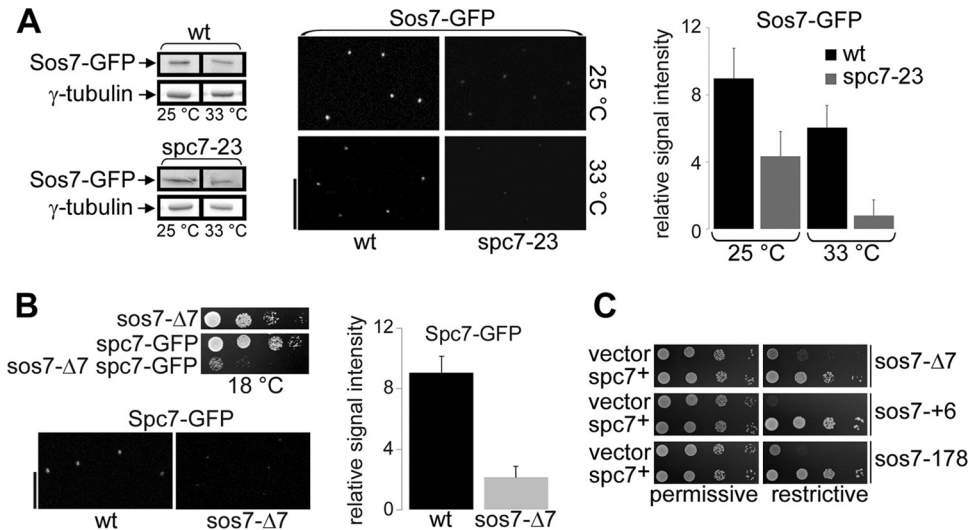 A
wt
Sos7-GFP
γ-tubulin
25 °C 33 °C
spc7-23
Sos7-GFP
γ-tubulin
25 °C 33 °C
Sos7-GFP
25 °C
33 °C
wt spc7-23
Sos7-GFP
relative signal intensity
12
8
4
0
wt
spc7-23
25 °C 33 °C
B
sos7-Δ7
spc7-GFP
sos7-Δ7 spc7-GFP
18 °C
Spc7-GFP
wt sos7-Δ7
Spc7-GFP
relative signal intensity
12
8
4
0
wt sos7-Δ7
C
vector
spc7+
sos7-Δ7
vector
spc7+
sos7-+6
vector
spc7+
sos7-178
permissive restrictive